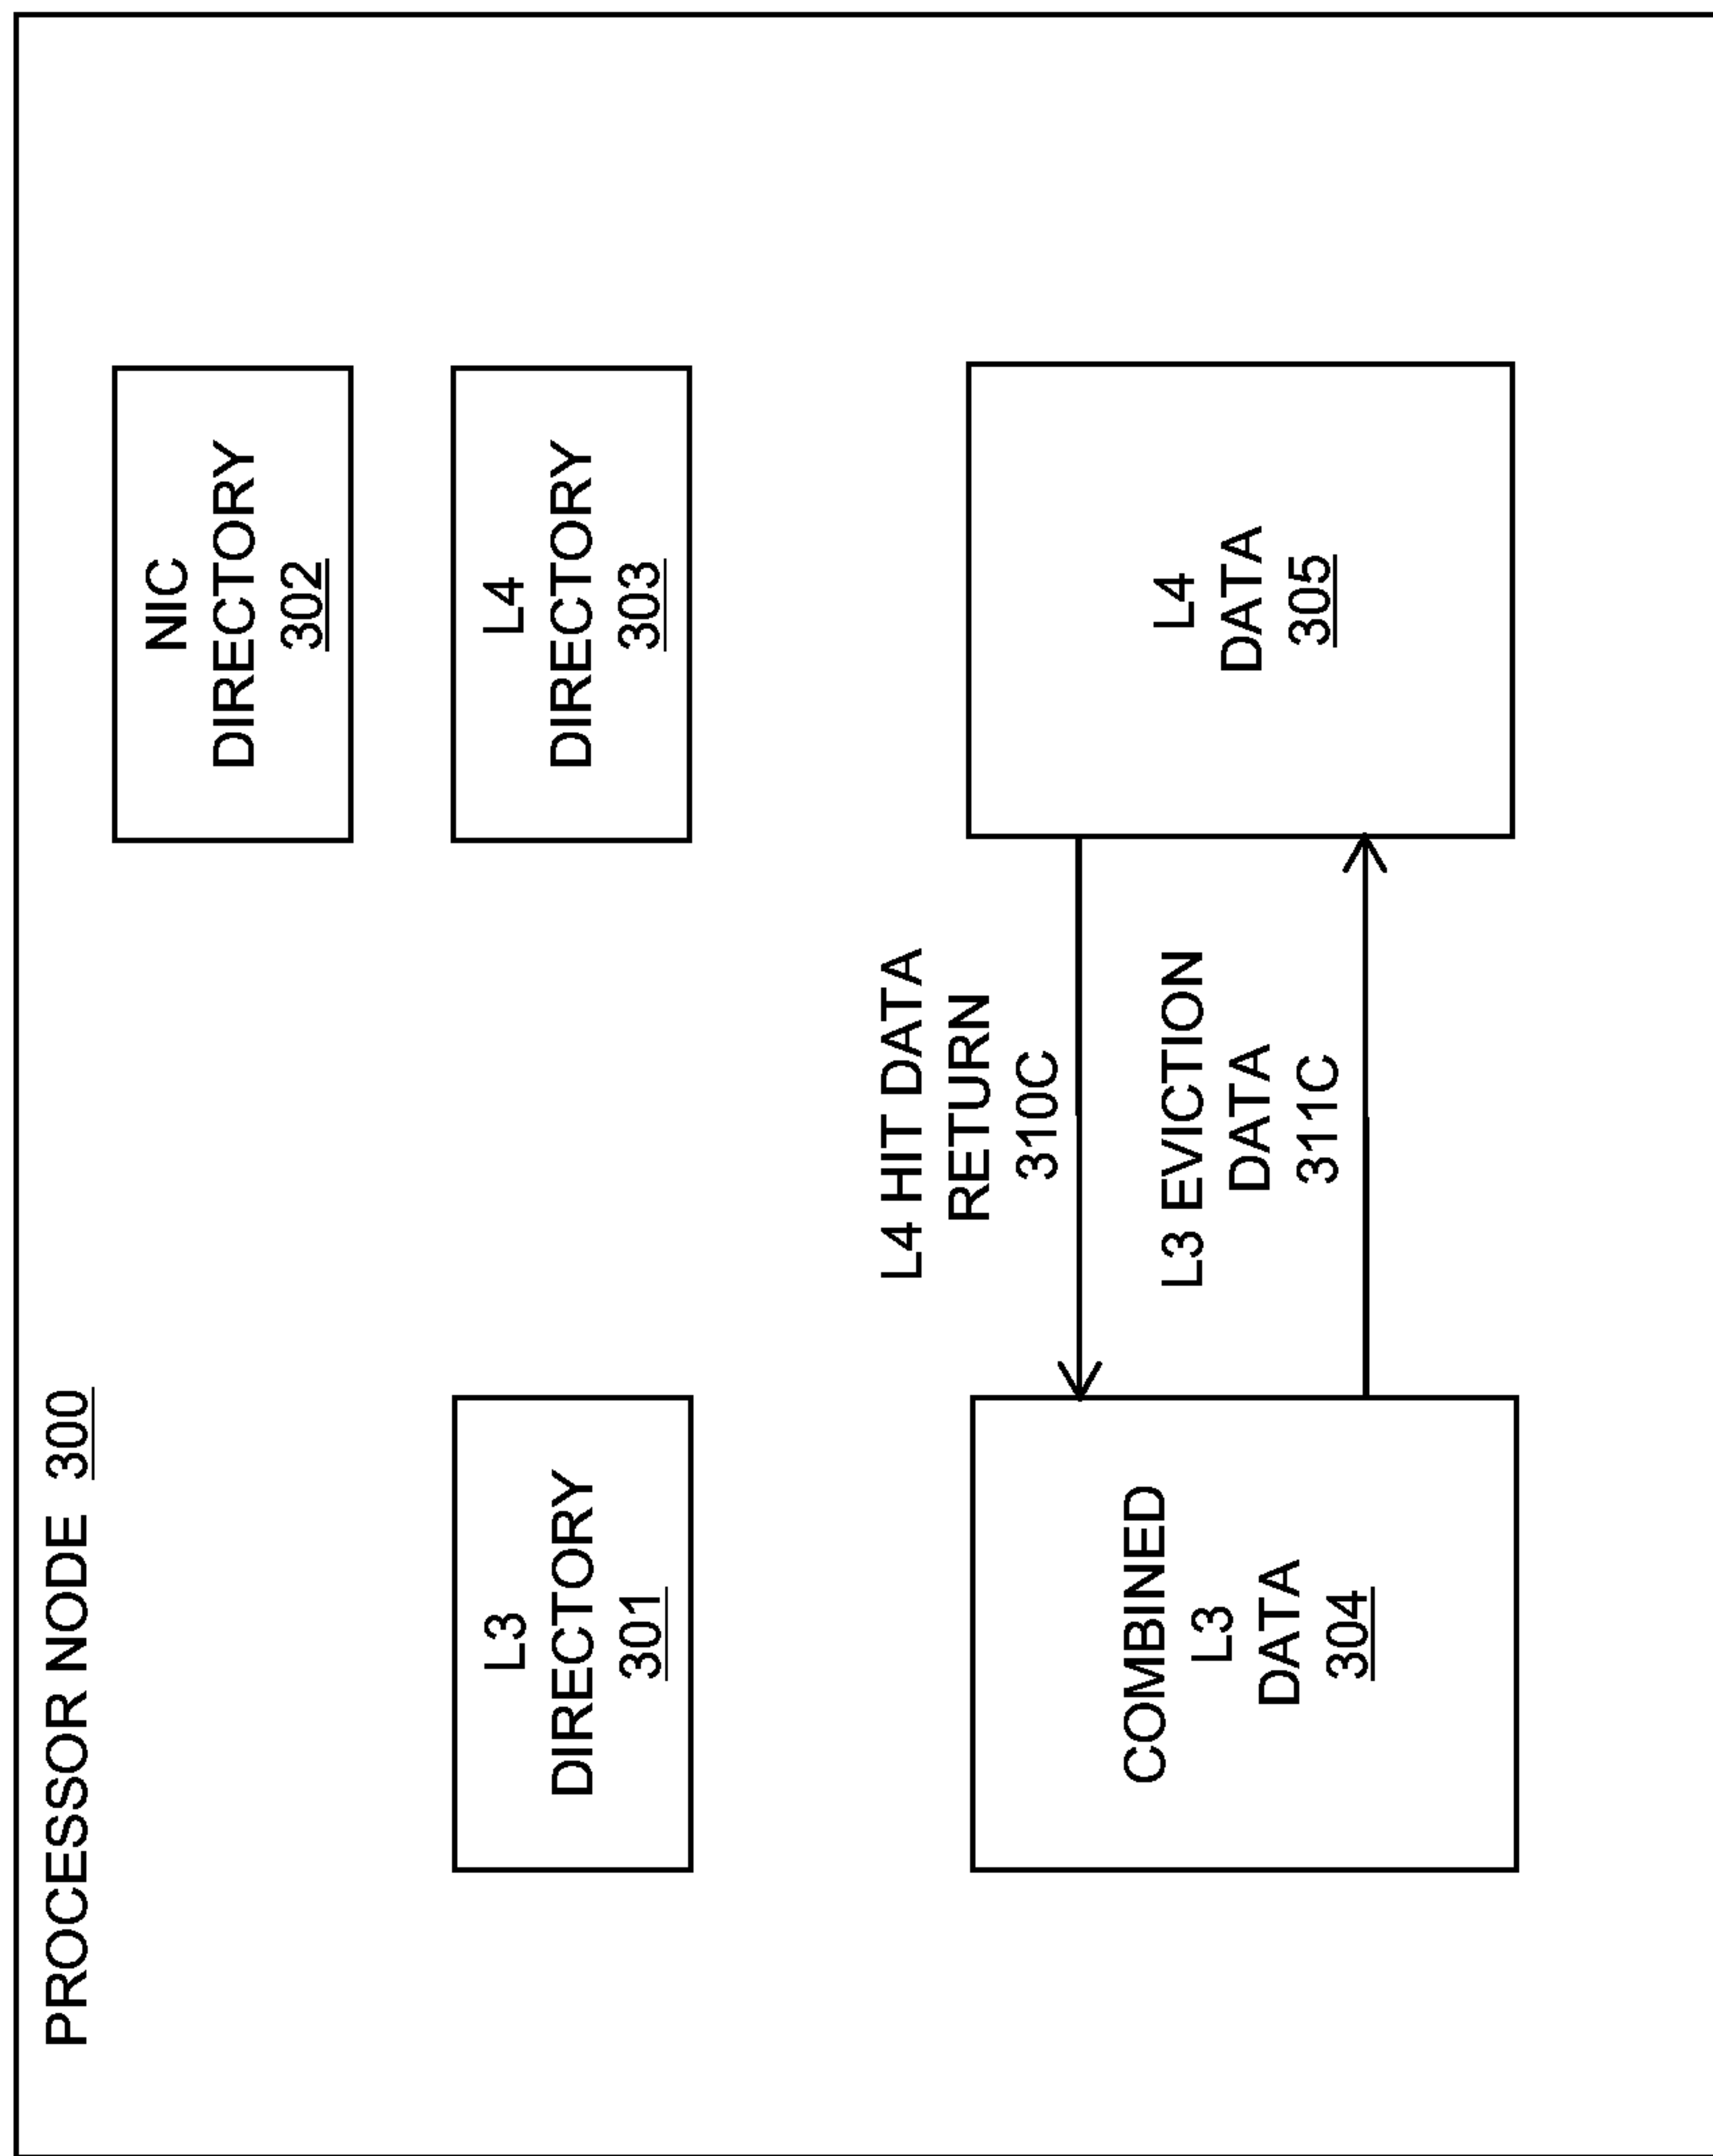 PROCESSOR NODE 300
NIC
DIRECTORY
302
L3
DIRECTORY
301
L4
DIRECTORY
303
L4 HIT DATA
RETURN
310C
COMBINED
L3
DATA
304
L3 EVICTION
DATA
311C
L4
DATA
305